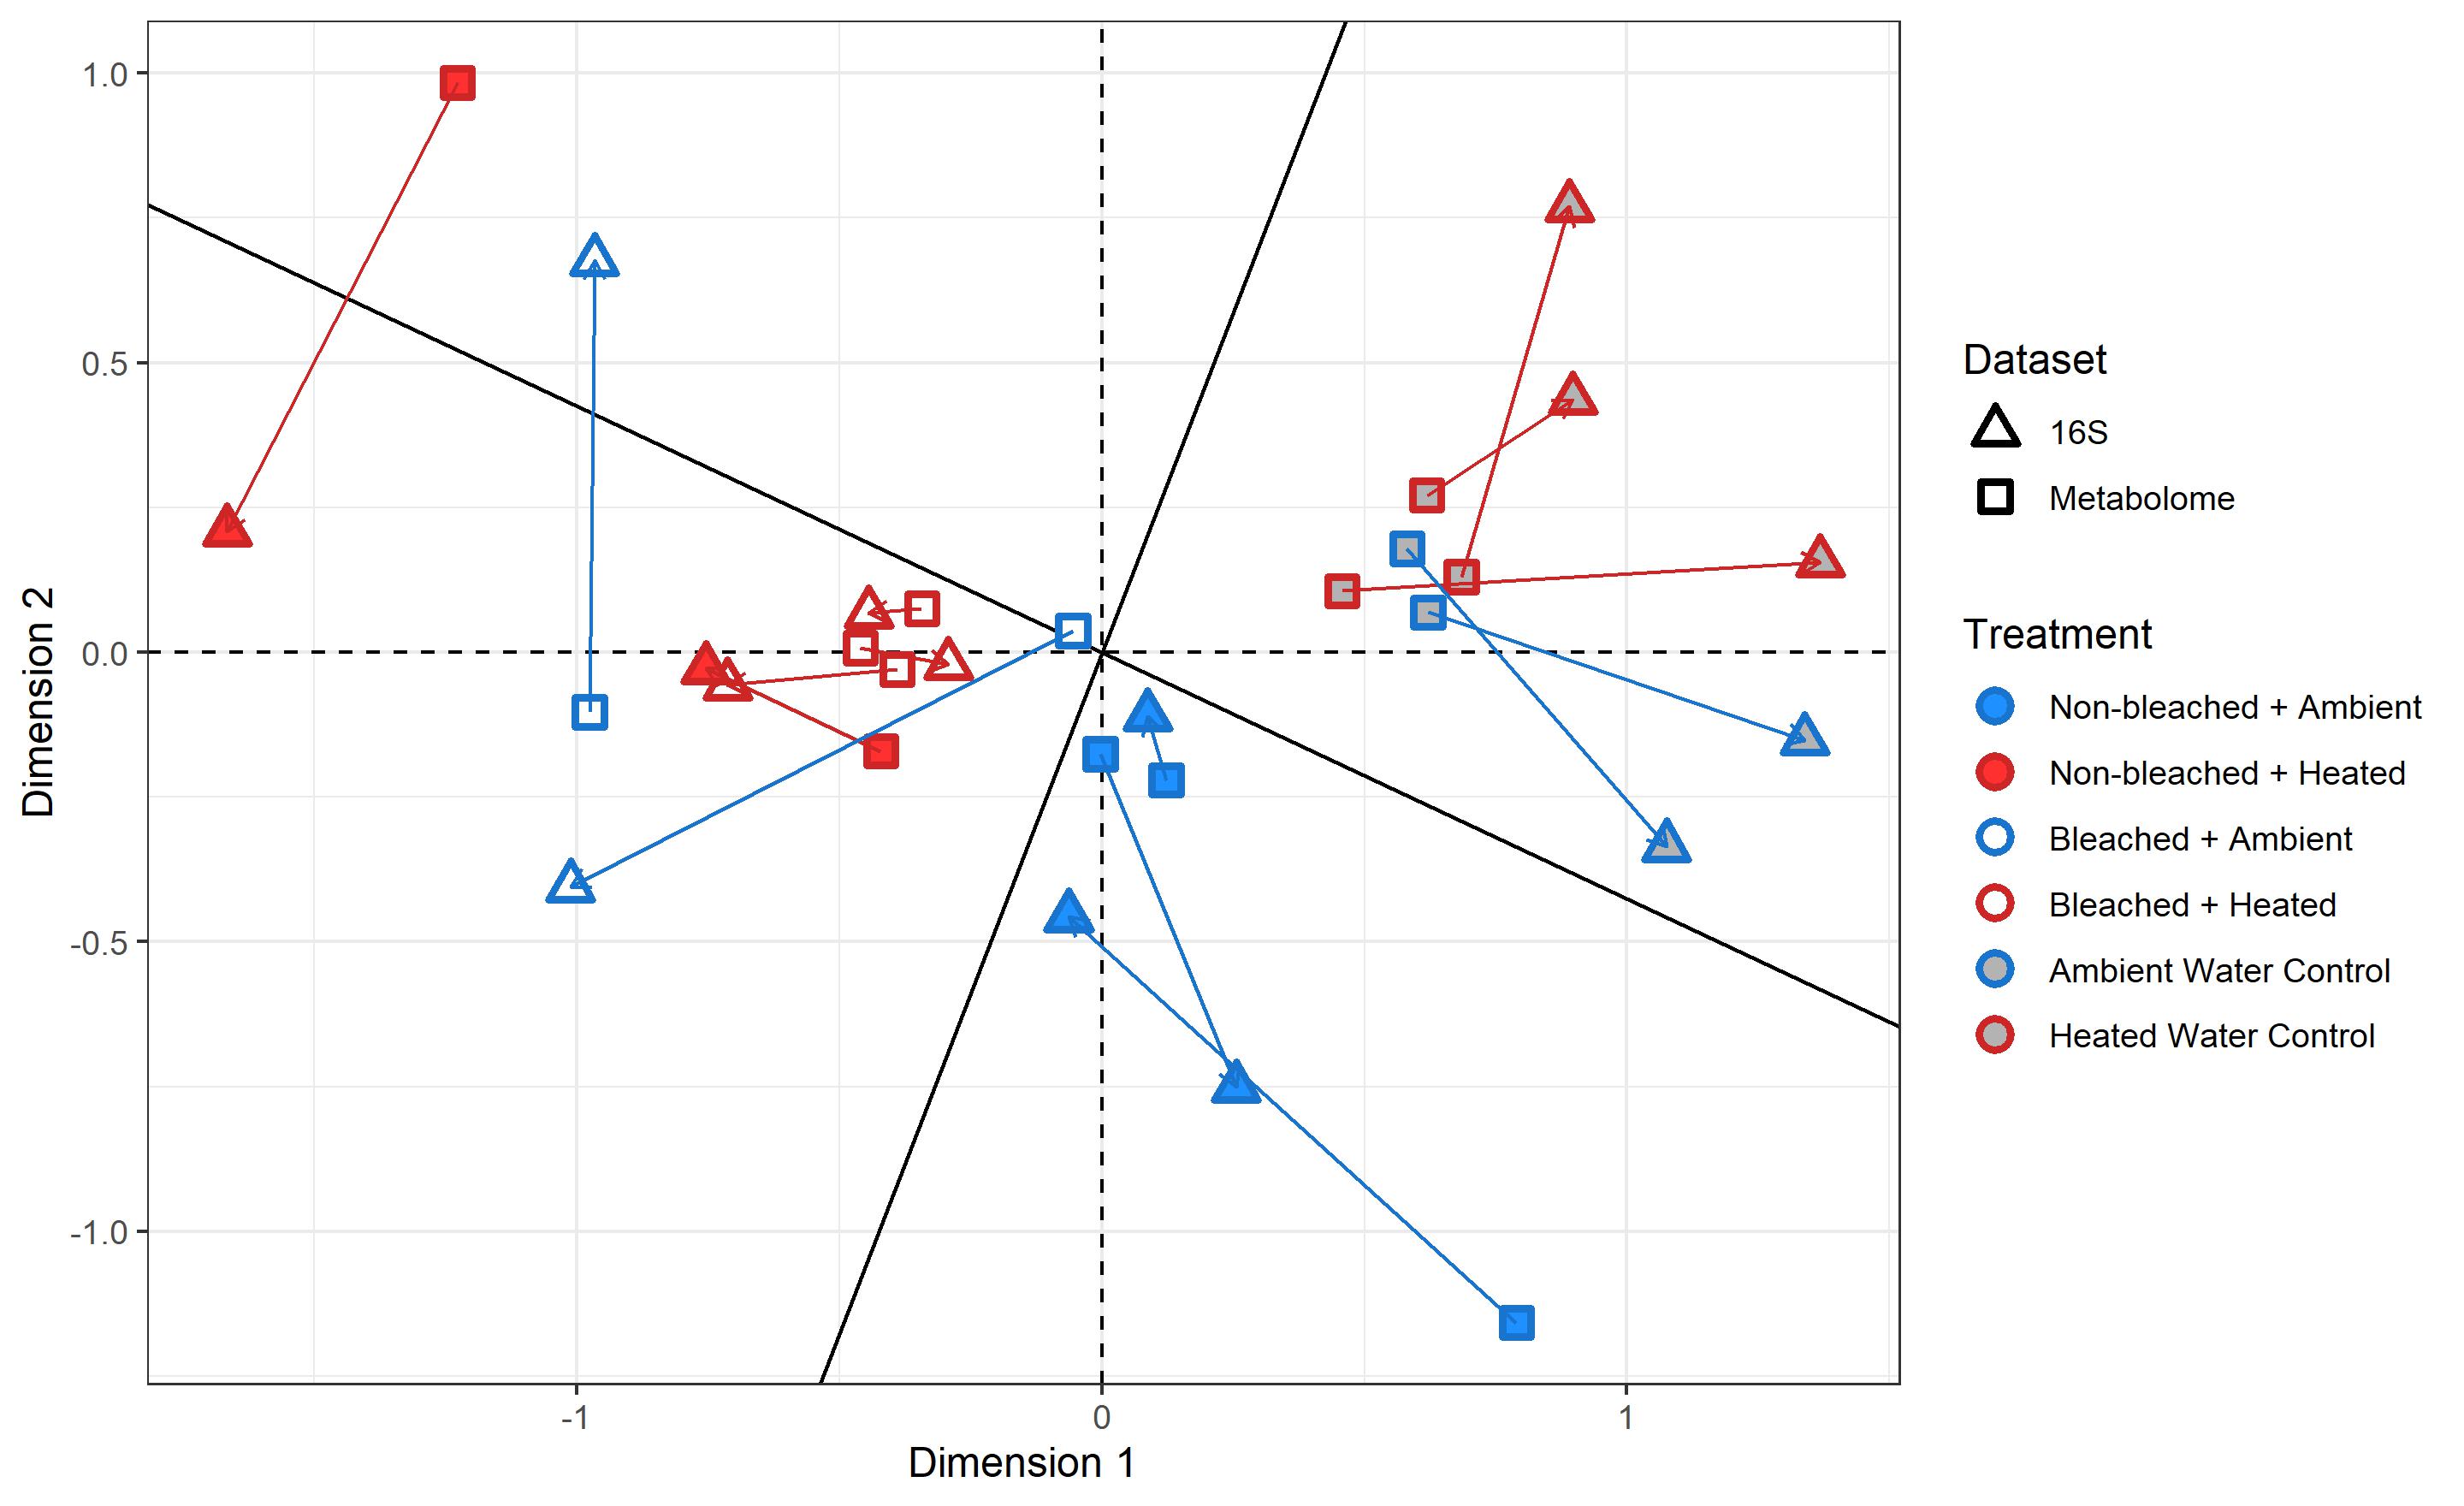 1.0
0.5
0.0
-0.5
-1.0
Dimension 2
-1
0
1
Dimension 1
Dataset
16S
Metabolome
Treatment
Non-bleached + Ambient
Non-bleached + Heated
Bleached + Ambient
Bleached + Heated
Ambient Water Control
Heated Water Control